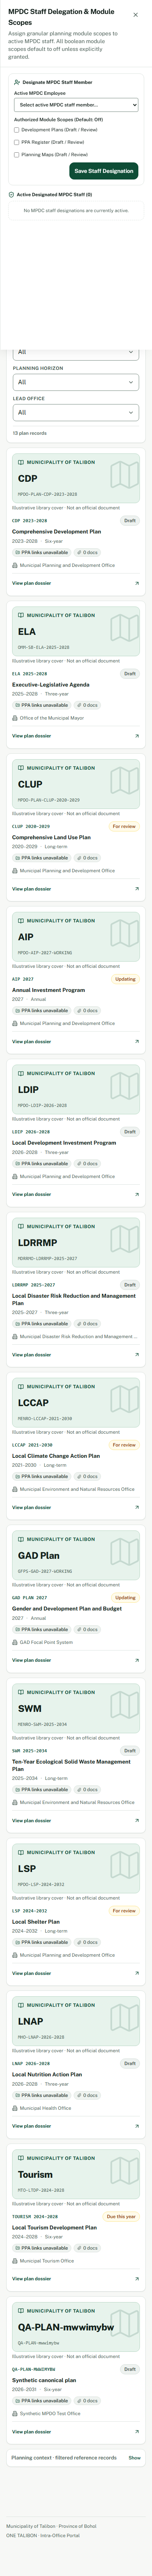 MPDC Staff Delegation & Module
Scopes
Assign granular planning module scopes to
active MPDC staff. All boolean module
scopes default to off unless explicitly
granted.
Designate MPDC Staff Member
Active MPDC Employee
Select active MPDC staff member...
Authorized Module Scopes (Default: Off)
Development Plans (Draft / Review)
PPA Register (Draft / Review)
Planning Maps (Draft / Review)
Save Staff Designation
Active Designated MPDC Staff (0)
No MPDC staff designations are currently active.
All
PLANNING HORIZON
All
LEAD OFFICE
All
13 plan records
MUNICIPALITY OF TALIBON
CDP
MPDO-PLAN-CDP-2023-2028
Illustrative library cover · Not an official document
CDP 2023-2028
Draft
Comprehensive Development Plan
2023-2028 · Six-year
PPA links unavailable
0 docs
Municipal Planning and Development Office
View plan dossier
MUNICIPALITY OF TALIBON
ELA
Illustrative library cover · Not an official document
ELA 2025-2028
Draft
Executive-Legislative Agenda
2025-2028 · Three-year
PPA links unavailable
0 docs
Office of the Municipal Mayor
View plan dossier
MUNICIPALITY OF TALIBON
CLUP
MPDO-PLAN-CLUP-2020-2029
Illustrative library cover · Not an official document
CLUP 2020-2029
For review
Comprehensive Land Use Plan
2020-2029 · Long-term
PPA links unavailable
0 docs
Municipal Planning and Development Office
View plan dossier
MUNICIPALITY OF TALIBON
AIP
MPDO-AIP-2027-WORKING
Illustrative library cover · Not an official document
AIP 2027
Updating
Annual Investment Program
2027 · Annual
PPA links unavailable
0 docs
Municipal Planning and Development Office
View plan dossier
MUNICIPALITY OF TALIBON
LDIP
MPDO-LDIP-2026-2028
Illustrative library cover · Not an official document
LDIP 2026-2028
Draft
Local Development Investment Program
2026-2028 · Three-year
PPA links unavailable
0 docs
Municipal Planning and Development Office
View plan dossier
MUNICIPALITY OF TALIBON
LDRRMP
MDRRMO-LDRRMP-2025-2027
Illustrative library cover · Not an official document
LDRRMP 2025-2027
Draft
Local Disaster Risk Reduction and Management
Plan
2025-2027 · Three-year
PPA links unavailable
0 docs
Municipal Disaster Risk Reduction and Management ...
View plan dossier
MUNICIPALITY OF TALIBON
LCCAP
MENRO-LCCAP-2021-2030
Illustrative library cover · Not an official document
LCCAP 2021-2030
For review
Local Climate Change Action Plan
2021-2030 · Long-term
PPA links unavailable
0 docs
Municipal Environment and Natural Resources Office
View plan dossier
MUNICIPALITY OF TALIBON
GAD Plan
GFPS-GAD-2027-WORKING
Illustrative library cover · Not an official document
GAD PLAN 2027
Updating
Gender and Development Plan and Budget
2027 · Annual
PPA links unavailable
0 docs
GAD Focal Point System
View plan dossier
MUNICIPALITY OF TALIBON
SWM
MENRO-SWM-2025-2034
Illustrative library cover · Not an official document
SWM 2025-2034
Draft
Ten-Year Ecological Solid Waste Management
Plan
2025-2034 · Long-term
PPA links unavailable
0 docs
Municipal Environment and Natural Resources Office
View plan dossier
MUNICIPALITY OF TALIBON
LSP
MPDO-LSP-2024-2032
Illustrative library cover · Not an official document
LSP 2024-2032
For review
Local Shelter Plan
2024-2032 · Long-term
PPA links unavailable
0 docs
Municipal Planning and Development Office
View plan dossier
MUNICIPALITY OF TALIBON
LNAP
MHO-LNAP-2026-2028
Illustrative library cover · Not an official document
LNAP 2026-2028
Draft
Local Nutrition Action Plan
2026-2028 · Three-year
PPA links unavailable
0 docs
Municipal Health Office
View plan dossier
MUNICIPALITY OF TALIBON
Tourism
MTO-LTDP-2024-2028
Illustrative library cover · Not an official document
TOURISM 2024-2028
Due this year
Local Tourism Development Plan
2024-2028 · Six-year
PPA links unavailable
0 docs
Municipal Tourism Office
View plan dossier
MUNICIPALITY OF TALIBON
QA-PLAN-mwwimybw
QA-PLAN-mwwimybw
Illustrative library cover · Not an official document
QA-PLAN-MWWIMYBW
Draft
Synthetic canonical plan
2026-2031 · Six-year
PPA links unavailable
0 docs
Synthetic MPDO Test Office
View plan dossier
Planning context · filtered reference records
Show
Municipality of Talibon · Province of Bohol
ONE TALIBON · Intra-Office Portal